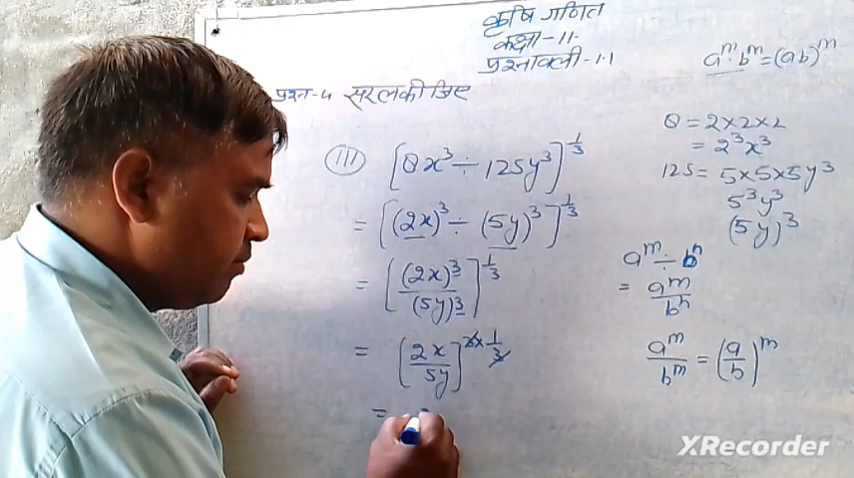 कृषि गणित
कक्षा-11.
प्रश्नावली-1.1
a^m . b^m = (ab)^m
प्रश्न-4 सरल कीजिए
(III) [8x³ ÷ 125y³]^1/3
= [(2x)³ ÷ (5y)³]^1/3
= [(2x)³/(5y)³]^1/3
= [2x/5y]^3×1/3
=
8 = 2×2×2
= 2³x³
125 = 5×5×5y³
5³y³
(5y)³
a^m ÷ b^n
= a^m/b^n
a^m/b^m = (a/b)^m
XRecorder